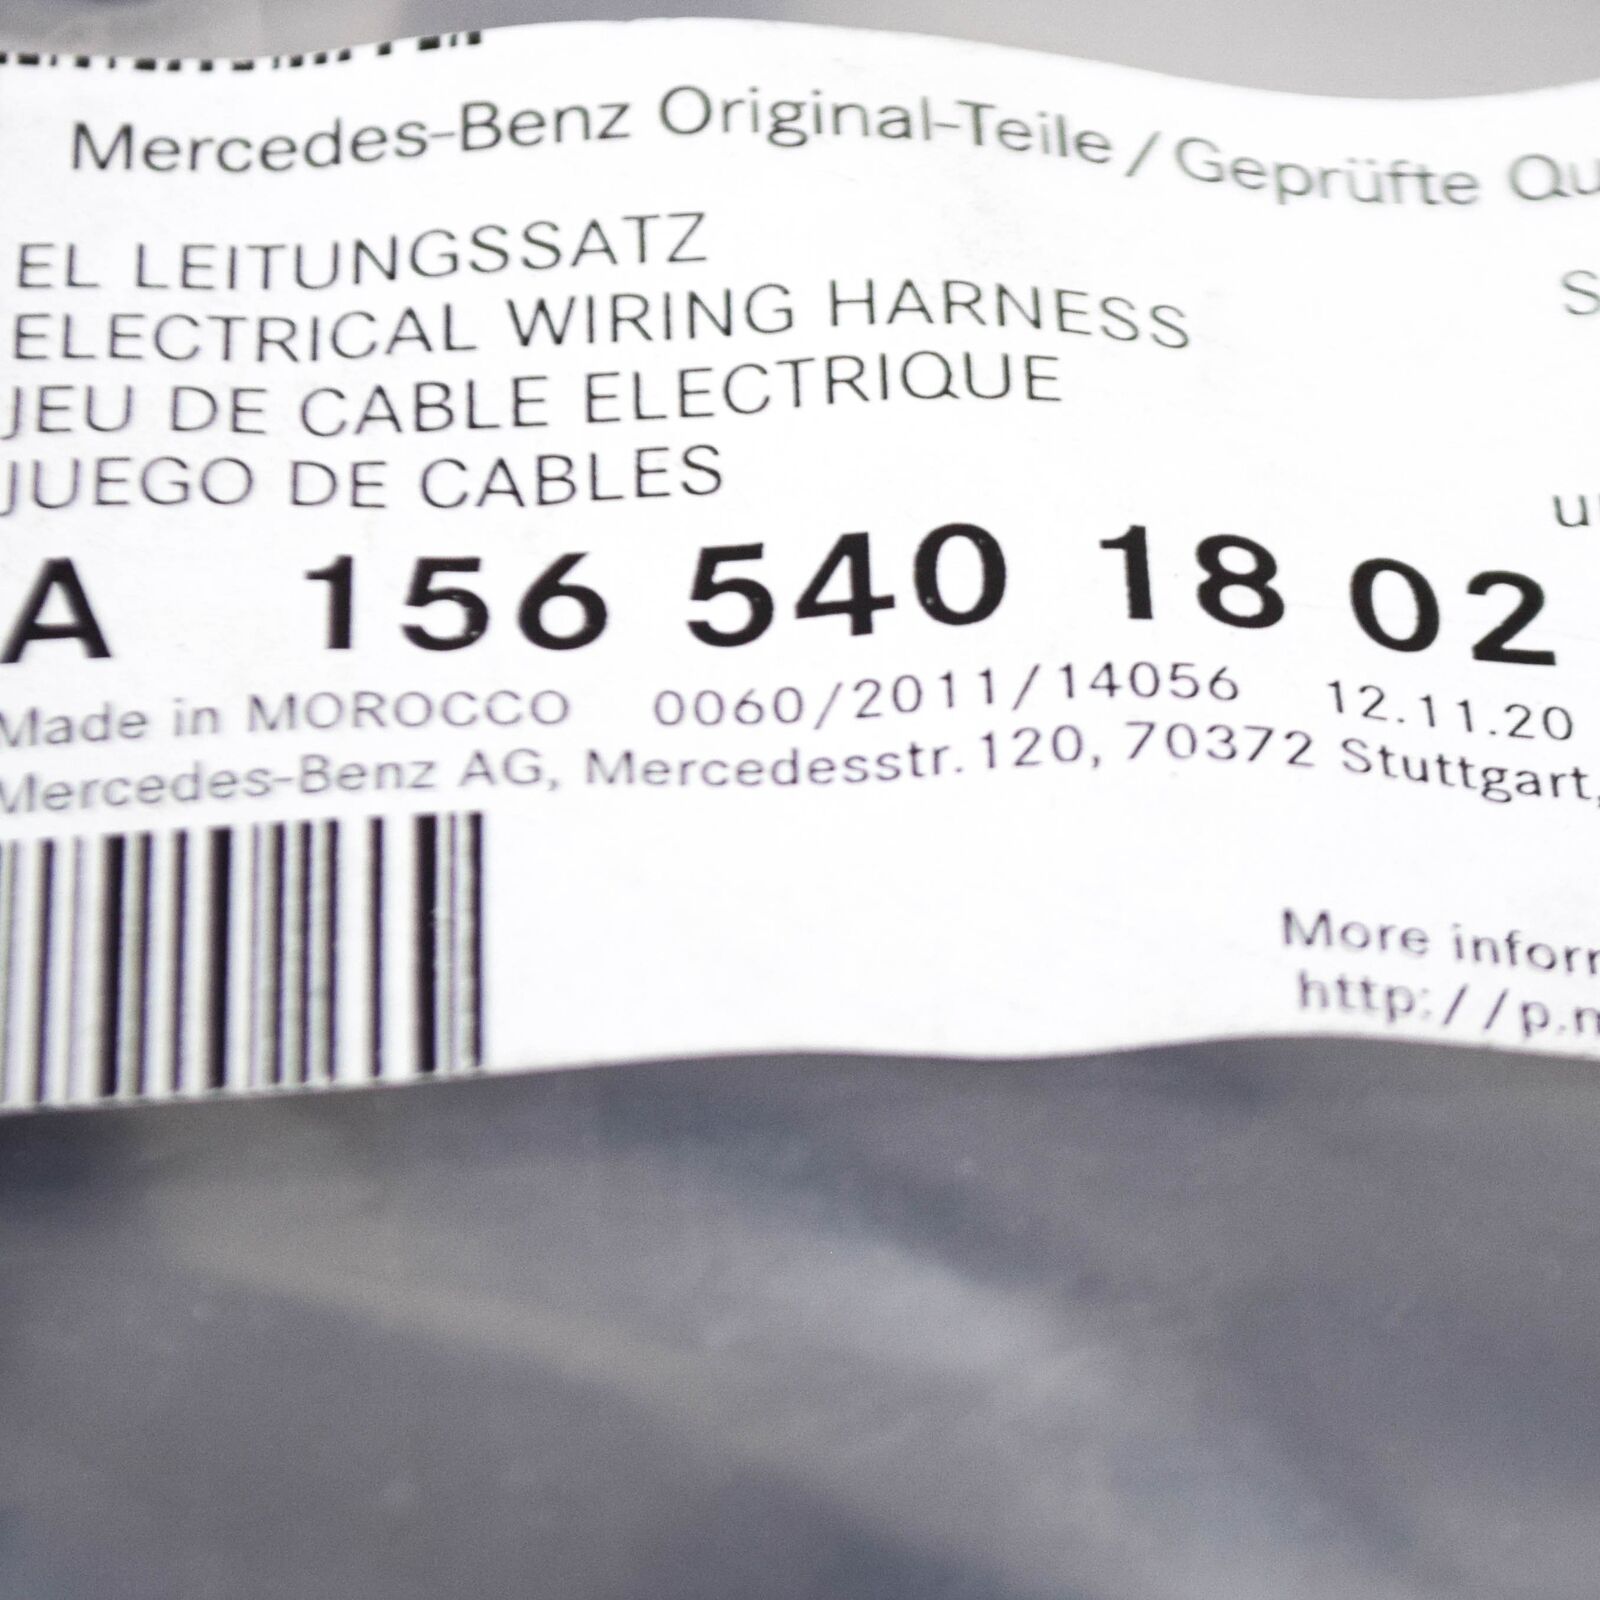 Mercedes-Benz Original-Teile / Geprüfte
EL LEITUNGSSATZ
ELECTRICAL WIRING HARNESS
JEU DE CABLE ELECTRIQUE
JUEGO DE CABLES
A 156 540 18 02
Made in MOROCCO 0060/2011/14056 12.11.20
Mercedes-Benz AG, Mercedesstr.120, 70372 Stuttgart,
More
http://p.